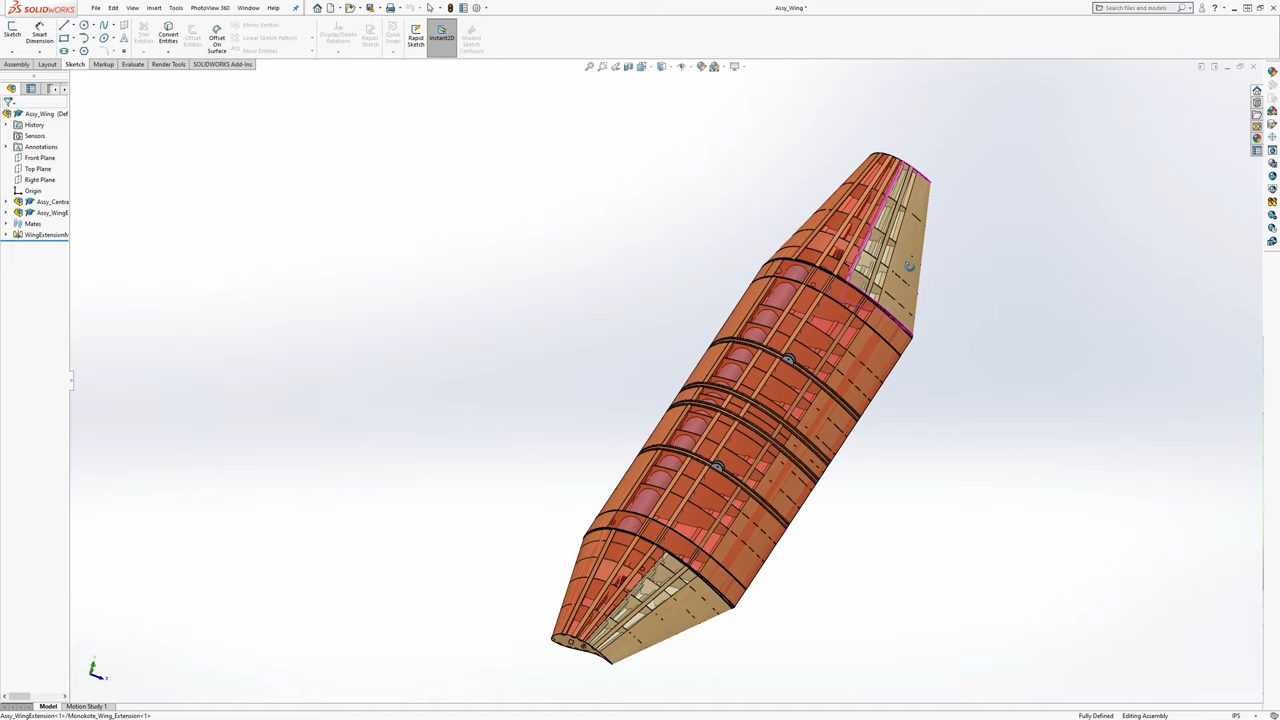 SOLIDWORKS File Edit View Insert Tools PhotoView 360 Window Help Assy_Wing * Search files and models
Sketch Smart Dimension Trim Entities Convert Entities Offset Entities Offset On Surface Mirror Entities Linear Sketch Pattern Move Entities Display/Delete Relations Repair Sketch Quick Snaps Rapid Sketch Instant2D Shaded Sketch Contours
Assembly Layout Sketch Markup Evaluate Render Tools SOLIDWORKS Add-Ins
Assy_Wing (Def
History
Sensors
Annotations
Front Plane
Top Plane
Right Plane
Origin
Assy_Centra
Assy_WingE
Mates
WingExtensionM
Model Motion Study 1
Assy_WingExtension<1>/Monokote_Wing_Extension<1> Fully Defined Editing Assembly IPS